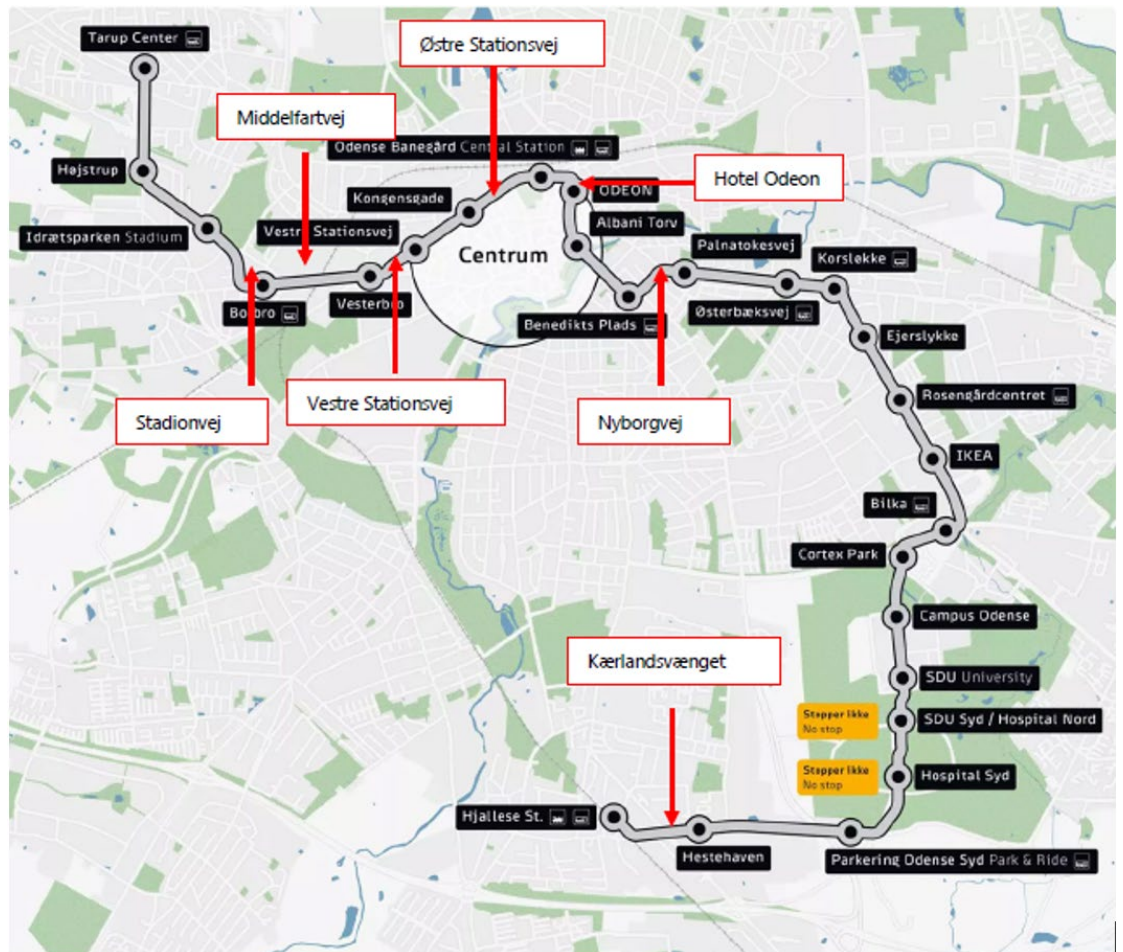 Tarup Center
Østre Stationsvej
Middelfartvej
Odense Banegård Central Station
Højstrup
Hotel Odeon
ODEON
Kongensgade
Albani Torv
Idrætsparken Stadium
Vestre Stationsvej
Centrum
Palnatokesvej
Korsløkke
Bolbro
Vesterbro
Benedikts Plads
Østerbæksvej
Ejerslykke
Stadionvej
Vestre Stationsvej
Nyborgvej
Rosengårdcentret
IKEA
Bilka
Cortex Park
Campus Odense
Kærlandsvænget
SDU University
Stopper ikke
No stop
SDU Syd / Hospital Nord
Stopper ikke
No stop
Hospital Syd
Hjallese St.
Hestehaven
Parkering Odense Syd Park & Ride